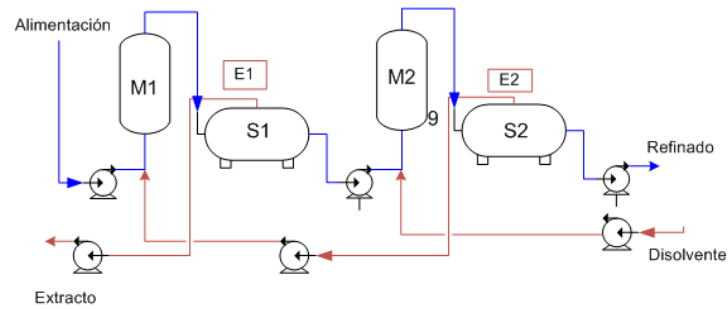 Alimentación
M1
E1
S1
M2
9
E2
S2
Refinado
Disolvente
Extracto